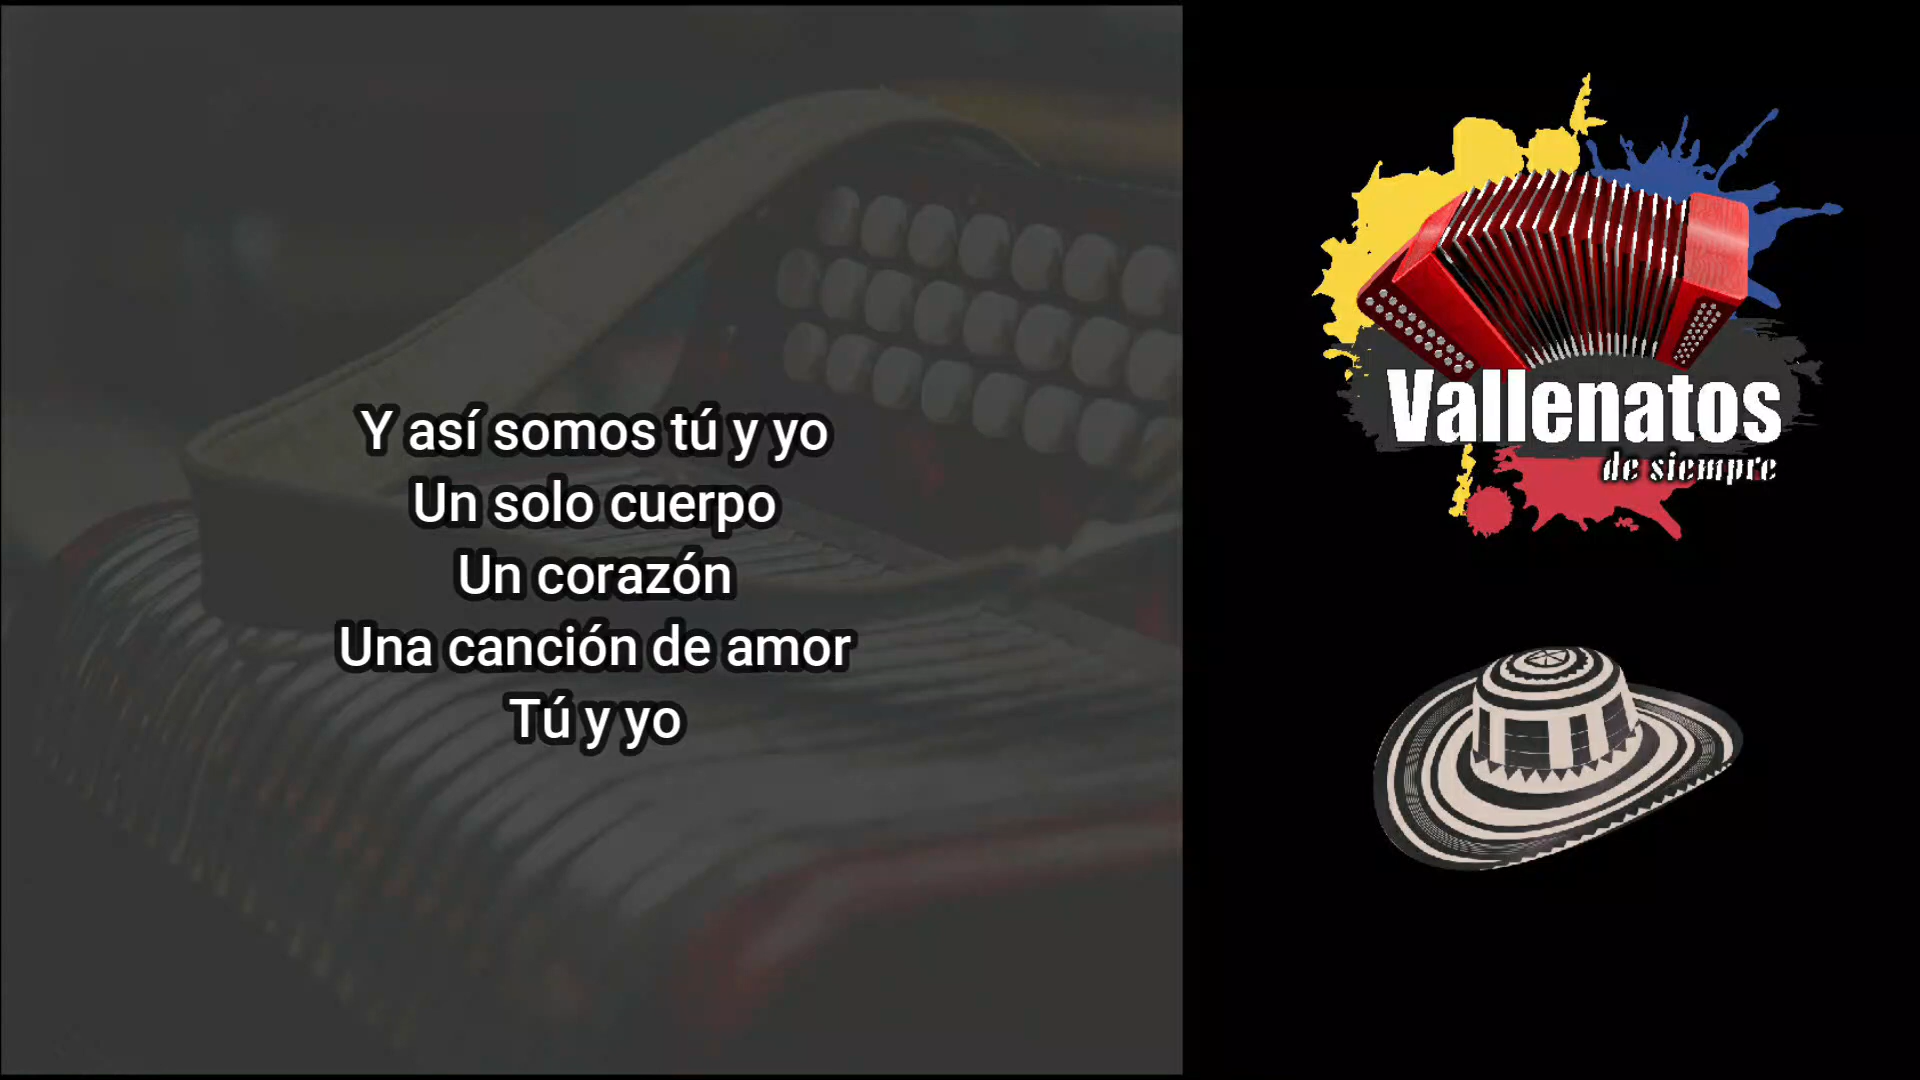 Y así somos tú y yo
Un solo cuerpo
Un corazón
Una canción de amor
Tú y yo
Vallenatos
de siempre